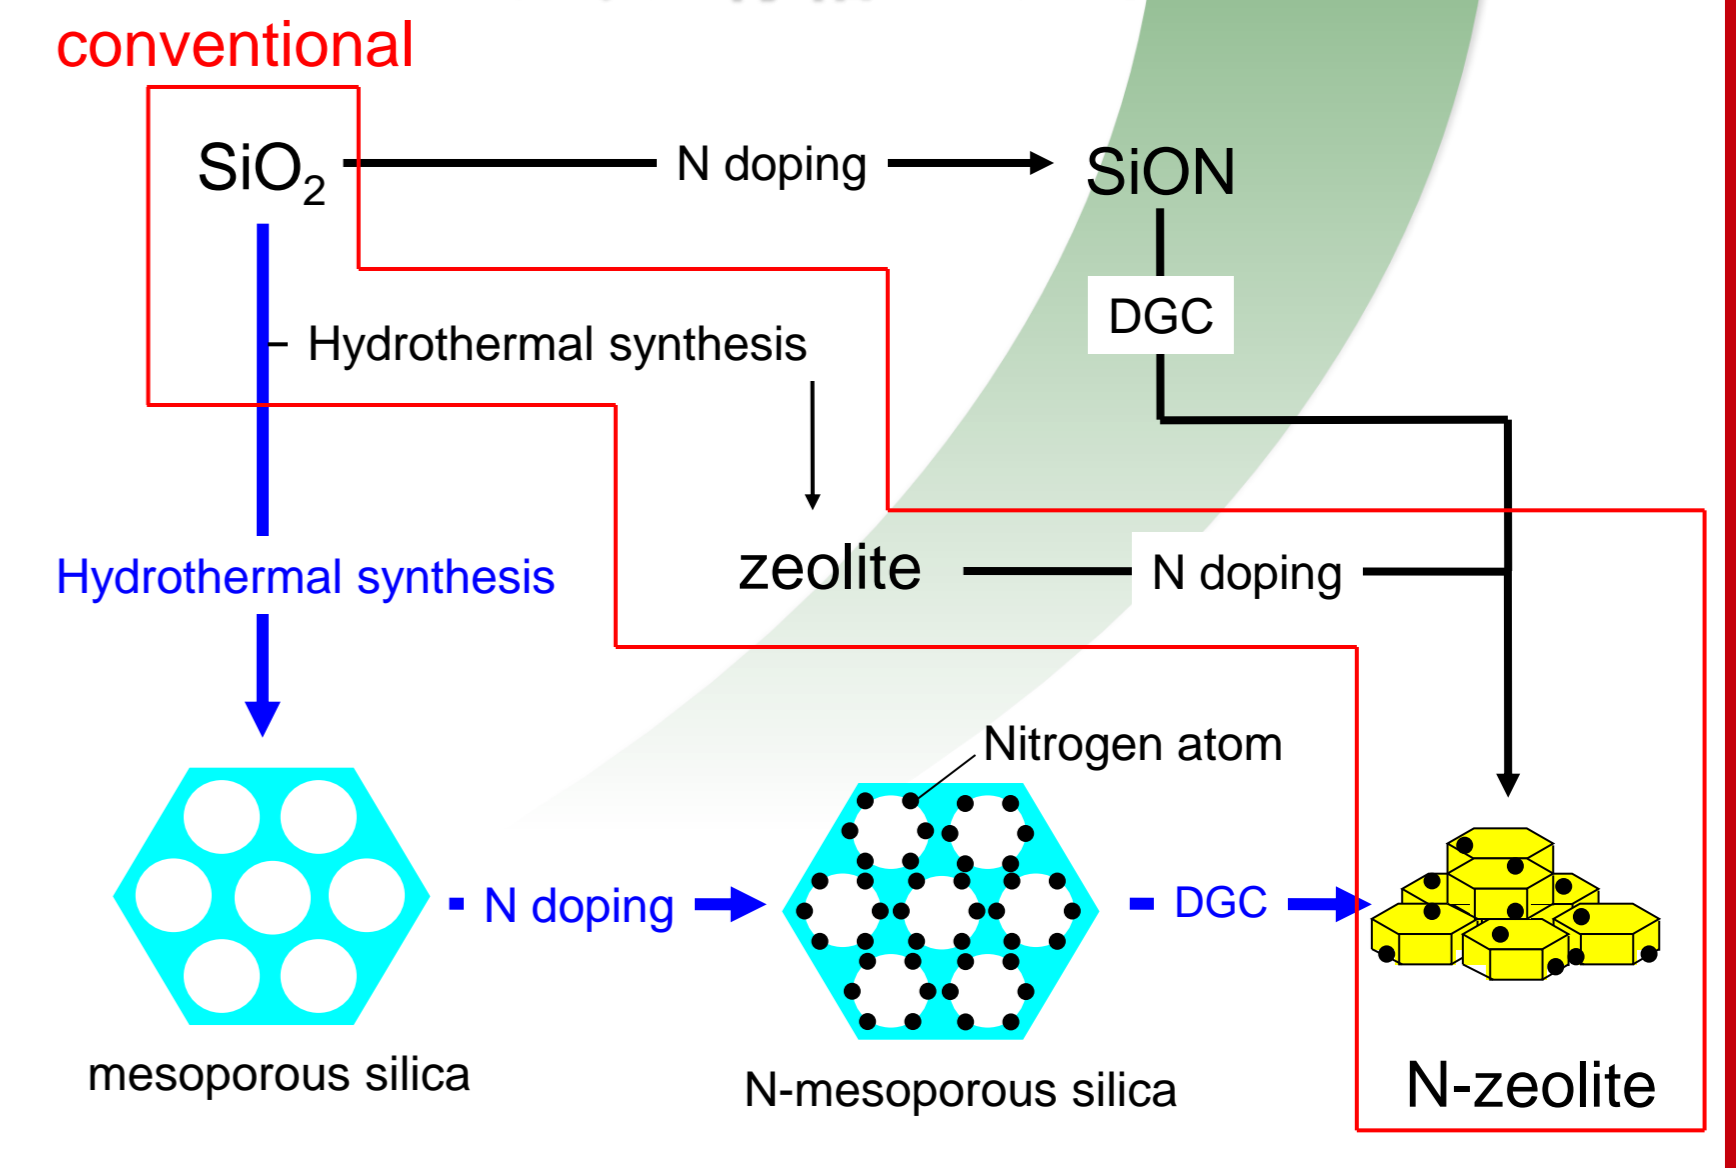 conventional
SiO₂
N doping
SiON
DGC
Hydrothermal synthesis
zeolite
N doping
Hydrothermal synthesis
Nitrogen atom
N doping
DGC
mesoporous silica
N-mesoporous silica
N-zeolite